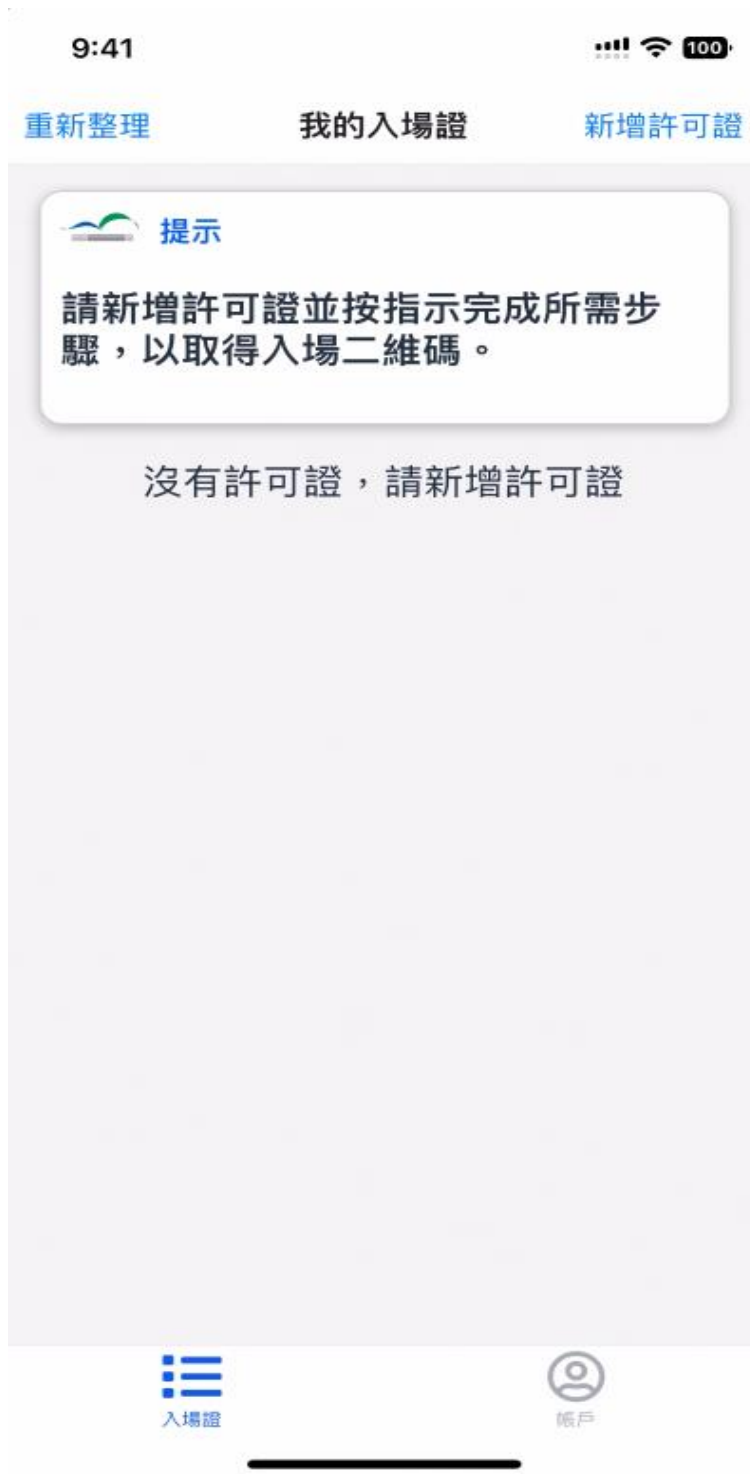 9:41
100
重新整理
我的入場證
新增許可證
提示
請新增許可證並按指示完成所需步
驟，以取得入場二維碼。
沒有許可證，請新增許可證
入場證
帳戶